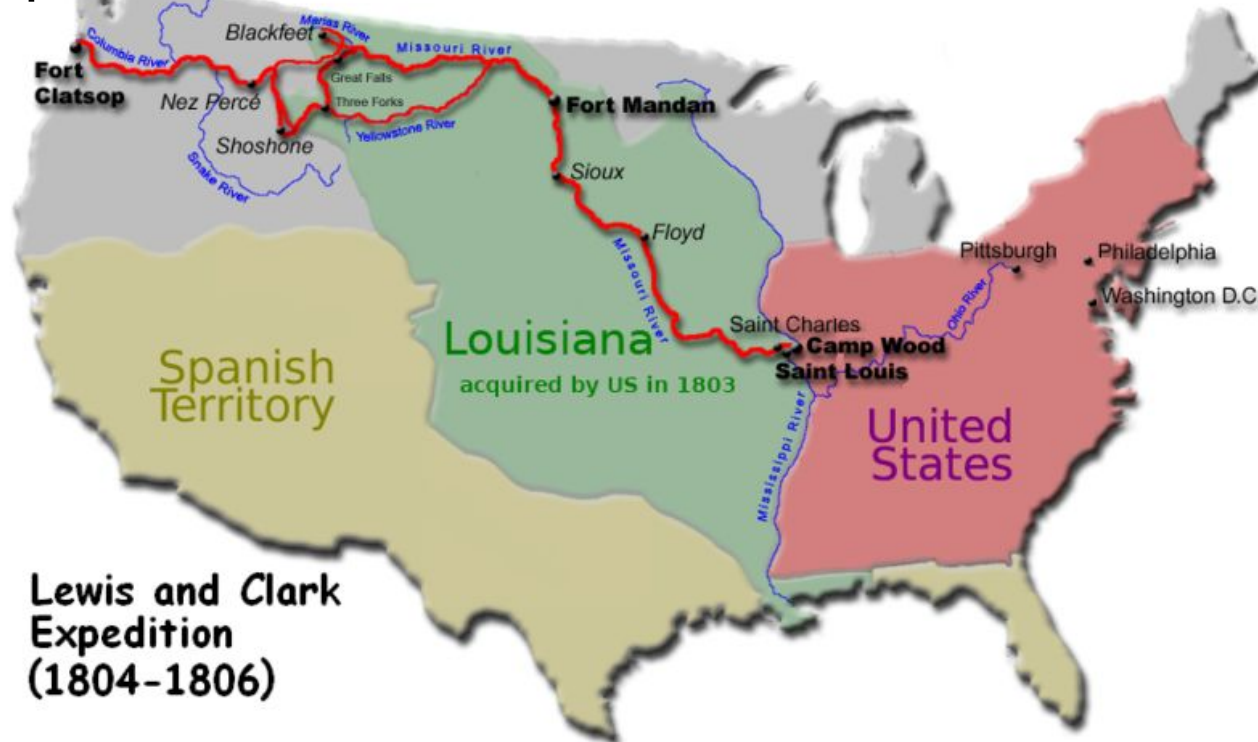 Marias River
Blackfeet
Columbia River
Missouri River
Fort
Clatsop
Great Falls
Nez Percé
Three Forks
Fort Mandan
Yellowstone River
Shoshone
Snake River
Sioux
Floyd
Missouri River
Pittsburgh
Philadelphia
Washington D.C
Ohio River
Saint Charles
Camp Wood
Saint Louis
Louisiana
acquired by US in 1803
Spanish
Territory
Mississippi River
United
States
Lewis and Clark
Expedition
(1804-1806)